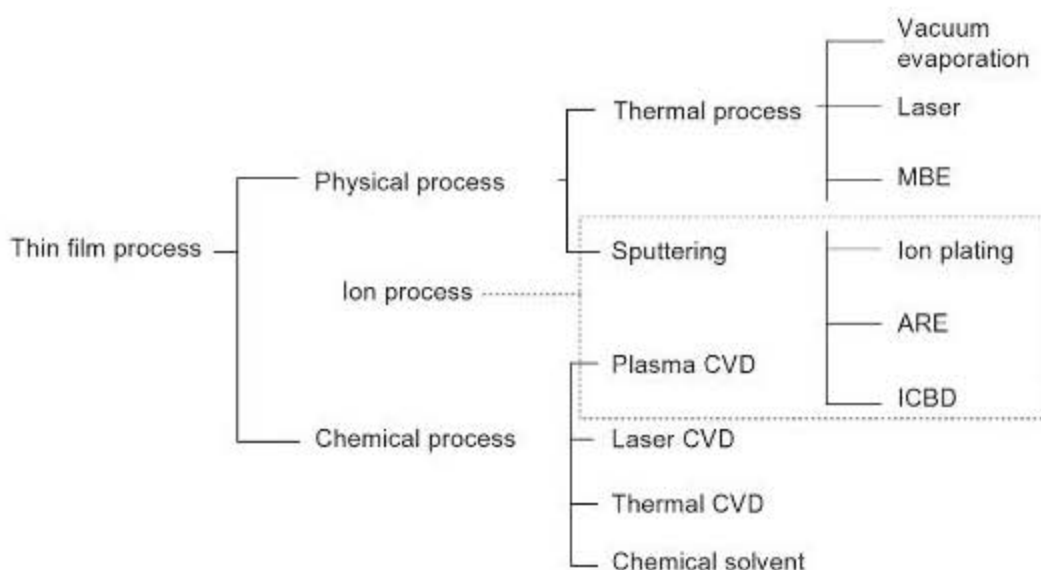 Vacuum
evaporation
Thermal process
Laser
Physical process
MBE
Thin film process
Sputtering
Ion plating
Ion process
ARE
Plasma CVD
ICBD
Chemical process
Laser CVD
Thermal CVD
Chemical solvent